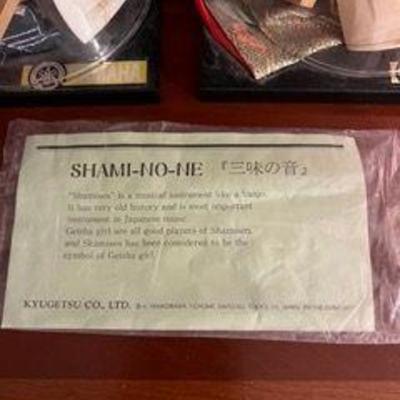 YAMAHA
SHAMI-NO-NE 『三味の音』
"Shamisen" is a musical instrument like a banjo.
It has very old history and is most important
instrument in Japanese music.
Geisha girl are all good players of Shamisen,
and Shamisen has been considered to be the
symbol of Geisha girl.
KYUGETSU CO., LTD.